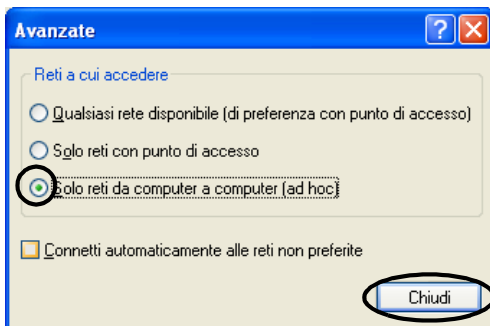 Avanzate
Reti a cui accedere
Qualsiasi rete disponibile (di preferenza con punto di accesso)
Solo reti con punto di accesso
Solo reti da computer a computer (ad hoc)
Connetti automaticamente alle reti non preferite
Chiudi